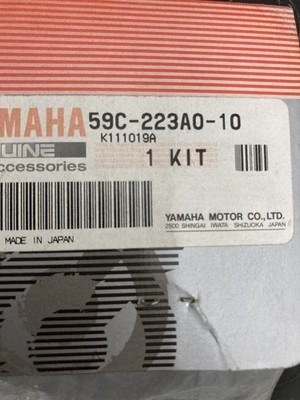 AMAHA 59C-223A0-10
K111019A
UINE
ccessories 1 KIT
MADE IN JAPAN
YAMAHA MOTOR CO., LTD.
2500 SHINGAI IWATA SHIZUOKA JAPAN